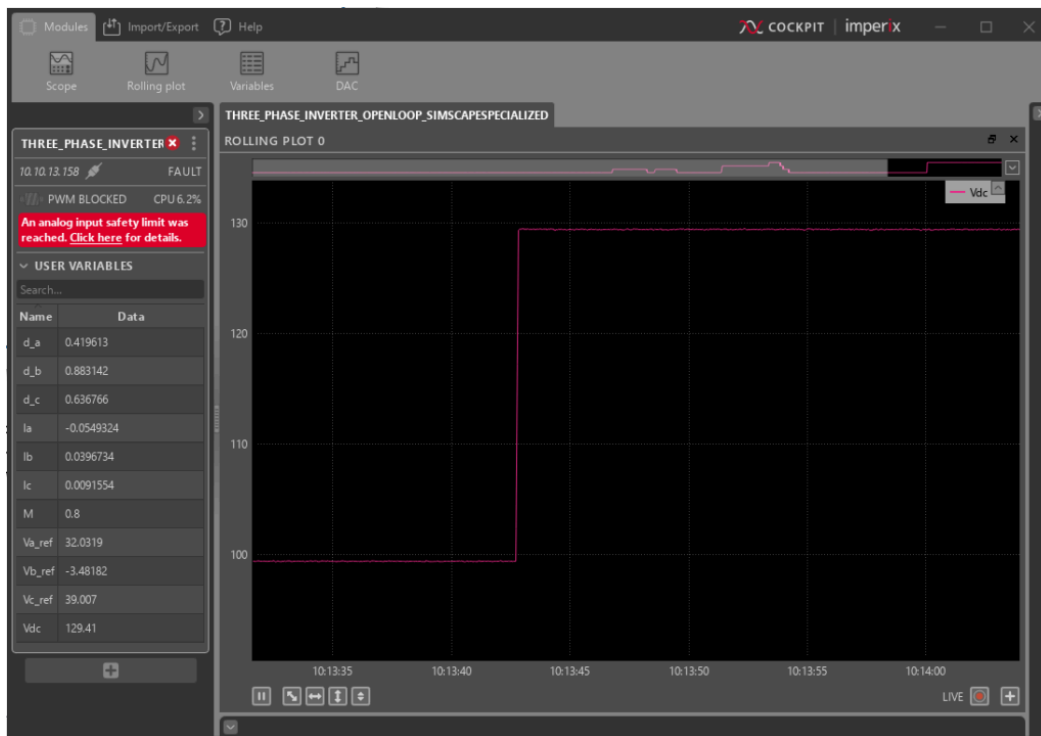 Modules Import/Export Help
COCKPIT imperix
Scope Rolling plot Variables DAC
THREE_PHASE_INVERTER_OPENLOOP_SIMSCAPESPECIALIZED
THREE_PHASE_INVERTER
ROLLING PLOT 0
10.10.13.158 FAULT
PWM BLOCKED CPU 6.2%
An analog input safety limit was
reached. Click here for details.
USER VARIABLES
Search...
Name Data
d_a 0.419613
d_b 0.883142
d_c 0.636766
Ia -0.0549324
Ib 0.0396734
Ic 0.0091554
M 0.8
Va_ref 32.0319
Vb_ref -3.48182
Vc_ref 39.007
Vdc 129.41
Vdc
130
120
110
100
10:13:35 10:13:40 10:13:45 10:13:50 10:13:55 10:14:00
LIVE